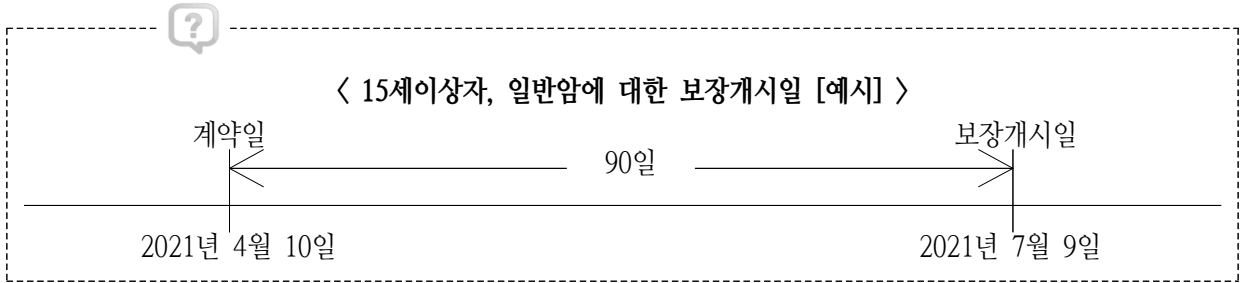 ?
〈 15세이상자, 일반암에 대한 보장개시일 [예시] 〉
계약일 보장개시일
90일
2021년 4월 10일 2021년 7월 9일